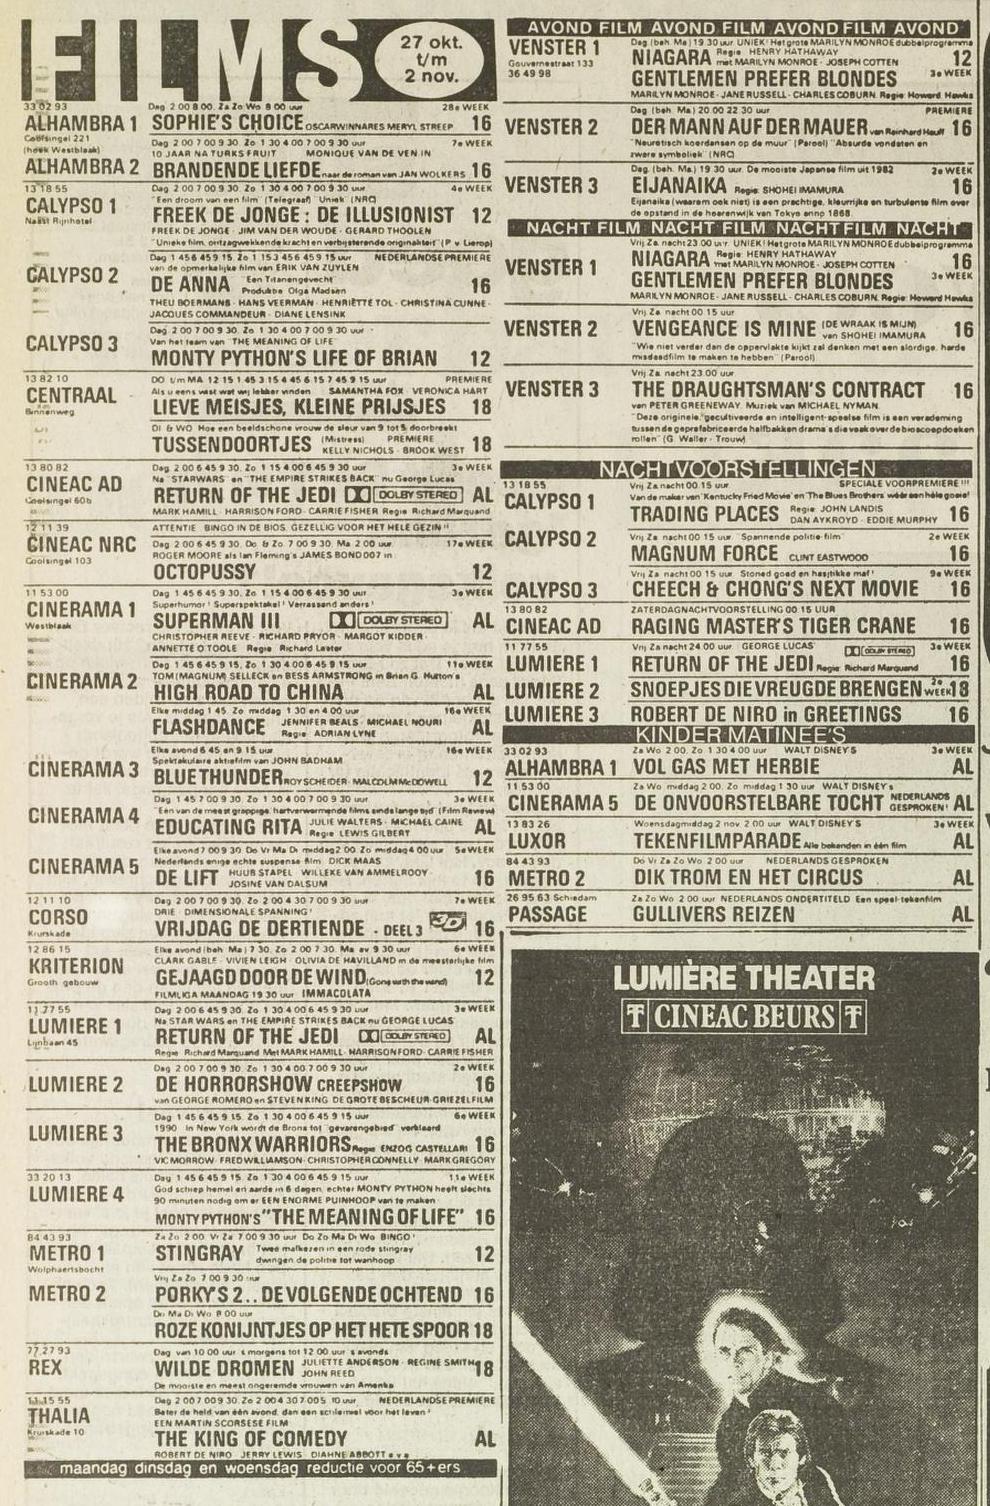 FILMS
27 okt.
t/m
2 nov.
33 02 93
Dag 2 00 8 00. Za Zo Wo 8 00 uur 28e WEEK
ALHAMBRA 1 SOPHIE'S CHOICE OSCARWINNARES MERYL STREEP 16
Coolsingel 221
(hoek Westblaak)
Dag 2 00 7 00 9 30. Zo 1 30 4 00 7 00 9 30 uur 7e WEEK
10 JAAR NA TURKS FRUIT MONIQUE VAN DE VEN IN
ALHAMBRA 2 BRANDENDE LIEFDE naar de roman van JAN WOLKERS 16
13 18 55
Dag 2 00 7 00 9 30. Zo 1 30 4 00 7 00 9 30 uur 4e WEEK
"Een droom van een film" (Telegraaf) "Uniek" (NRC)
CALYPSO 1 FREEK DE JONGE: DE ILLUSIONIST 12
Naast Rijnhotel
FREEK DE JONGE · JIM VAN DER WOUDE · GERARD THOOLEN
"Unieke film, ontzagwekkende kracht en verbijsterende originaliteit" (P. v. Lierop)
Dag 1 45 6 45 9 15. Zo 1 15 3 45 6 45 9 15 uur NEDERLANDSE PREMIERE
van de opmerkelijke film van ERIK VAN ZUYLEN
CALYPSO 2 DE ANNA "Een Titanengevecht" Produktie Olga Madsen 16
THEU BOERMANS · HANS VEERMAN · HENRIËTTE TOL · CHRISTINA CUNNE ·
JACQUES COMMANDEUR · DIANE LENSINK
Dag 2 00 7 00 9 30. Zo 1 30 4 00 7 00 9 30 uur
Van het team van 'THE MEANING OF LIFE'
CALYPSO 3 MONTY PYTHON'S LIFE OF BRIAN 12
13 82 10
DO t/m MA 12 15 1 45 3 15 4 45 6 15 7 45 9 15 uur PREMIERE
Als u eens wist wat wij lekker vinden SAMANTHA FOX · VERONICA HART
CENTRAAL LIEVE MEISJES, KLEINE PRIJSJES 18
Binnenweg
DI & WO Hoe een beeldschone vrouw de sleur van 9 tot 5 doorbreekt
TUSSENDOORTJES (Mistress) PREMIERE KELLY NICHOLS · BROOK WEST 18
13 80 82
Dag 2 00 6 45 9 30. Zo 1 15 4 00 6 45 9 30 uur 3e WEEK
Na "STARWARS" en "THE EMPIRE STRIKES BACK" nu George Lucas
CINEAC AD RETURN OF THE JEDI DOLBY STEREO AL
Coolsingel 60b
MARK HAMILL · HARRISON FORD · CARRIE FISHER Regie Richard Marquand
12 11 39
ATTENTIE BINGO IN DE BIOS. GEZELLIG VOOR HET HELE GEZIN !!
Dag 2 00 6 45 9 30. Do & Zo 7 00 9 30. Ma 2 00 uur 17e WEEK
CINEAC NRC
Coolsingel 103
ROGER MOORE als Ian Fleming's JAMES BOND 007 in
OCTOPUSSY 12
11 53 00
Dag 1 45 6 45 9 30. Zo 1 30 4 00 6 45 9 30 uur 3e WEEK
Superhumor! Superspektakel! Verrassend anders!
CINERAMA 1 SUPERMAN III DOLBY STEREO AL
Westblaak
CHRISTOPHER REEVE · RICHARD PRYOR · MARGOT KIDDER
ANNETTE O'TOOLE Regie Richard Lester
Dag 1 45 6 45 9 15. Zo 1 30 4 00 6 45 9 15 uur 11e WEEK
TOM (MAGNUM) SELLECK en BESS ARMSTRONG in Brian G. Hutton's
CINERAMA 2 HIGH ROAD TO CHINA AL
Elke middag 1 45. Zo middag 1 30 en 4 00 uur 16e WEEK
FLASHDANCE JENNIFER BEALS · MICHAEL NOURI Regie ADRIAN LYNE AL
Elke avond 6 45 en 9 15 uur 16e WEEK
Spektakulaire aktiefilm van JOHN BADHAM
CINERAMA 3 BLUE THUNDER ROY SCHEIDER · MALCOLM McDOWELL 12
Dag 1 45 7 00 9 30. Zo 1 30 4 00 7 00 9 30 uur 3e WEEK
"Eén van de meest grappige, hartverwarmende films sinds lange tijd" (Film Review)
CINERAMA 4 EDUCATING RITA JULIE WALTERS · MICHAEL CAINE Regie LEWIS GILBERT AL
Elke avond 7 00 9 30. Do Vr Ma Di middag 2 00. Zo middag 4 00 uur 5e WEEK
Nederlands enige echte suspense film DICK MAAS
CINERAMA 5 DE LIFT HUUB STAPEL WILLEKE VAN AMMELROOY · JOSINE VAN DALSUM 16
12 11 10
Dag 2 00 7 00 9 30. Zo 2 00 4 30 7 00 9 30 uur 7e WEEK
DRIE · DIMENSIONALE SPANNING!
CORSO VRIJDAG DE DERTIENDE · DEEL 3 3D 16
Kruiskade
12 86 15
Elke avond (beh. Ma) 7 30. Zo 2 00 7 30. Ma av 9 30 uur 6e WEEK
CLARK GABLE · VIVIEN LEIGH · OLIVIA DE HAVILLAND in de meesterlijke film
KRITERION GEJAAGD DOOR DE WIND (Gone with the wind) 12
Groothandelsgebouw
FILMLIGA MAANDAG 19 30 uur IMMACOLATA
11 77 55
Dag 2 00 6 45 9 30. Zo 1 30 4 00 6 45 9 30 uur 3e WEEK
Na STAR WARS en THE EMPIRE STRIKES BACK nu GEORGE LUCAS
LUMIERE 1 RETURN OF THE JEDI DOLBY STEREO AL
Lijnbaan 45
Regie Richard Marquand Met MARK HAMILL · HARRISON FORD · CARRIE FISHER
Dag 2 00 7 00 9 30. Zo 1 30 4 00 7 00 9 30 uur 2e WEEK
LUMIERE 2 DE HORRORSHOW CREEPSHOW 16
van GEORGE ROMERO en STEVEN KING DE GROTE BESCHEUR-GRIEZELFILM
Dag 1 45 6 45 9 15. Zo 1 30 4 00 6 45 9 15 uur 6e WEEK
1990 In New York wordt de Bronx tot "gevarengebied" verklaard
LUMIERE 3 THE BRONX WARRIORS Regie ENZO G CASTELLARI 16
VIC MORROW · FRED WILLIAMSON · CHRISTOPHER CONNELLY · MARK GREGORY
33 20 13
Dag 1 45 6 45 9 15. Zo 1 30 4 00 6 45 9 15 uur 11e WEEK
God schiep hemel en aarde in 6 dagen, echter MONTY PYTHON heeft slechts
90 minuten nodig om er EEN ENORME PUINHOOP van te maken
LUMIERE 4 MONTY PYTHON'S "THE MEANING OF LIFE" 16
84 43 93
Za Zo 2 00. Vr Za 7 00 9 30 uur Do Zo Ma Di Wo BINGO!
METRO 1 STINGRAY Twee malkezen in een rode stingray dwingen de politie tot wanhoop 12
Wolphaertsbocht
Vrij Za Zo 7 00 9 30 uur
METRO 2 PORKY'S 2.. DE VOLGENDE OCHTEND 16
Do Ma Di Wo 8 00 uur
ROZE KONIJNTJES OP HET HETE SPOOR 18
77 27 93
Dag van 10 00 uur 's morgens tot 12 00 uur 's avonds
REX WILDE DROMEN JULIETTE ANDERSON · REGINE SMITH JOHN REED 18
De mooiste en meest ongeremde vrouwen van Amerika
11 15 55
Dag 2 00 7 00 9 30. Zo 2 00 4 30 7 00 9 30 uur NEDERLANDSE PREMIERE
Beter de held van één avond, dan een schlemiel voor het leven!
THALIA
Kruiskade 10
EEN MARTIN SCORSESE FILM
THE KING OF COMEDY AL
ROBERT DE NIRO · JERRY LEWIS · DIAHNE ABBOTT e.v.a.
maandag dinsdag en woensdag reductie voor 65+ers
AVOND FILM AVOND FILM AVOND FILM AVOND
Dag (beh. Ma) 19 30 uur UNIEK! Het grote MARILYN MONROE dubbelprogramma
VENSTER 1 NIAGARA Regie HENRY HATHAWAY met MARILYN MONROE · JOSEPH COTTEN 12
Gouvernestraat 133
36 49 98
GENTLEMEN PREFER BLONDES 3e WEEK
MARILYN MONROE · JANE RUSSELL · CHARLES COBURN. Regie: Howard Hawks
Dag (beh. Ma) 20 00 22 30 uur PREMIERE
VENSTER 2 DER MANN AUF DER MAUER van Reinhard Hauff 16
"Neurotisch koordansen op de muur" (Parool) "Absurde vondsten en
zware symboliek" (NRC)
Dag (beh. Ma) 19 30 uur. De mooiste Japanse film uit 1982 2e WEEK
VENSTER 3 EIJANAIKA Regie SHOHEI IMAMURA 16
Eijanaika (waarom ook niet) is een prachtige, kleurrijke en turbulente film over
de opstand in de hoerenwijk van Tokyo anno 1868
NACHT FILM NACHT FILM NACHT FILM NACHT
Vrij Za nacht 23 00 uur. UNIEK! Het grote MARILYN MONROE dubbelprogramma
VENSTER 1 NIAGARA Regie HENRY HATHAWAY met MARILYN MONROE · JOSEPH COTTEN 16
GENTLEMEN PREFER BLONDES 3e WEEK
MARILYN MONROE · JANE RUSSELL · CHARLES COBURN. Regie: Howard Hawks
Vrij Za nacht 00 15 uur
VENSTER 2 VENGEANCE IS MINE (DE WRAAK IS MIJN) van SHOHEI IMAMURA 16
"Wie niet verder dan de oppervlakte kijkt zal denken met een slordige, harde
misdaadfilm te maken te hebben" (Parool)
Vrij Za nacht 23 00 uur
VENSTER 3 THE DRAUGHTSMAN'S CONTRACT 16
van PETER GREENEWAY. Muziek van MICHAEL NYMAN
"Deze originele, gecultiveerde en intelligent-speelse film is een verademing
tussen de geprefabriceerde halfbakken drama's die vaak over de bioscoopdoeken
rollen" (G. Waller · Trouw)
NACHTVOORSTELLINGEN
13 18 55
Vrij Za nacht 00 15 uur SPECIALE VOORPREMIERE !!!
Van de maker van 'Kentucky Fried Movie' en The Blues Brothers wéér een hele goeie!
CALYPSO 1 TRADING PLACES Regie JOHN LANDIS DAN AYKROYD · EDDIE MURPHY 16
Vrij Za nacht 00 15 uur "Spannende politie-film" 2e WEEK
CALYPSO 2 MAGNUM FORCE CLINT EASTWOOD 16
Vrij Za nacht 00 15 uur Stoned goed en hasjtikke maf! 9e WEEK
CALYPSO 3 CHEECH & CHONG'S NEXT MOVIE 16
13 80 82
ZATERDAGNACHTVOORSTELLING 00 15 UUR
CINEAC AD RAGING MASTER'S TIGER CRANE 16
11 77 55
Vrij Za nacht 24 00 uur GEORGE LUCAS' DOLBY STEREO 3e WEEK
LUMIERE 1 RETURN OF THE JEDI Regie Richard Marquand 16
LUMIERE 2 SNOEPJES DIE VREUGDE BRENGEN 2e WEEK 18
LUMIERE 3 ROBERT DE NIRO in GREETINGS 16
KINDER MATINEE'S
33 02 93
Za Wo 2 00. Zo 1 30 4 00 uur WALT DISNEY'S 3e WEEK
ALHAMBRA 1 VOL GAS MET HERBIE AL
11 53 00
Za Wo middag 2 00. Zo middag 1 30 uur WALT DISNEY's
CINERAMA 5 DE ONVOORSTELBARE TOCHT NEDERLANDS GESPROKEN! AL
13 83 26
Woensdagmiddag 2 nov. 2 00 uur WALT DISNEY'S 3e WEEK
LUXOR TEKENFILMPARADE Alle bekenden in één film AL
84 43 93
Do Vr Za Zo Wo 2 00 uur NEDERLANDS GESPROKEN
METRO 2 DIK TROM EN HET CIRCUS AL
26 95 63 Schiedam
Za Zo Wo 2 00 uur NEDERLANDS ONDERTITELD Een speel-tekenfilm
PASSAGE GULLIVERS REIZEN AL
LUMIÈRE THEATER
CINEAC BEURS